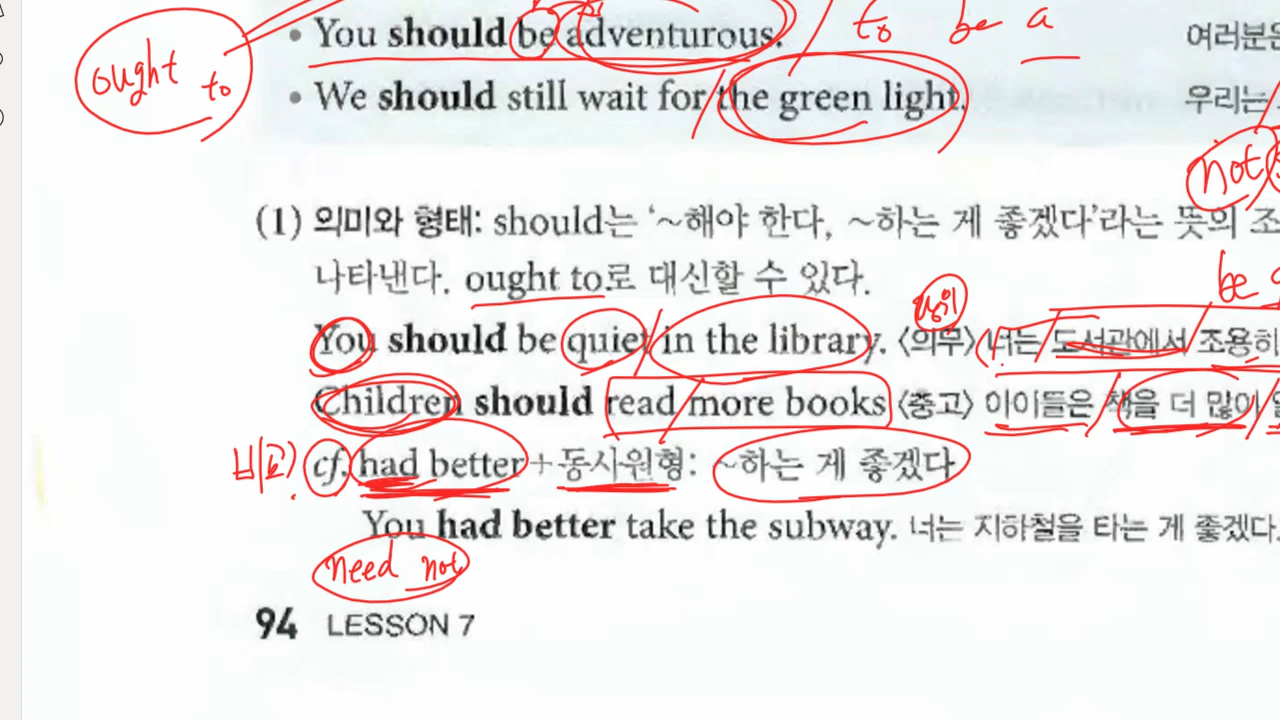 to be a
• You should be adventurous. 여러분은
ought to
• We should still wait for the green light. 우리는
not
(1) 의미와 형태: should는 '~해야 한다, ~하는 게 좋겠다'라는 뜻의 조
나타낸다. ought to로 대신할 수 있다.
be
You should be quiet in the library. <의무> 너는 도서관에서 조용히
Children should read more books <충고> 아이들은 책을 더 많이
비교) cf. had better+동사원형: ~하는 게 좋겠다
You had better take the subway. 너는 지하철을 타는 게 좋겠다.
need not
94 LESSON 7